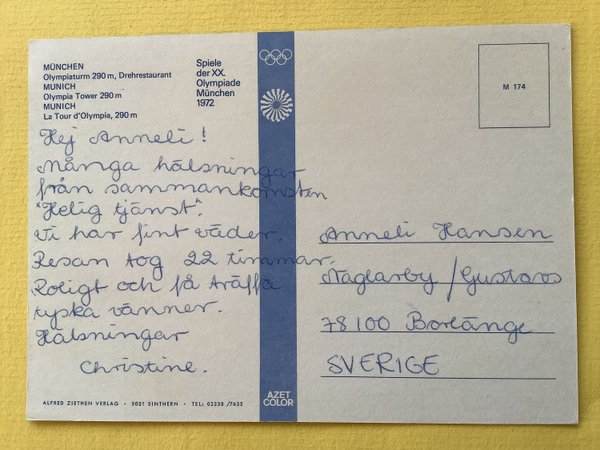 MÜNCHEN
Olympiaturm 290 m, Drehrestaurant
MUNICH
Olympia Tower 290 m
MUNICH
La Tour d'Olympia, 290 m
Spiele
der XX.
Olympiade
München
1972
M 174
Hej Anneli!
Många hälsningar
från sammankomsten
"Helig tjänst".
Vi har fint väder.
Resan tog 22 timmar.
Roligt och få träffa
tyska vänner.
Hälsningar
Christine.
Anneli Hansen
Naglarby/Gustavs
78100 Borlänge
SVERIGE
ALFRED ZIETHEN VERLAG · 5021 SINTHERN · TEL: 02238/7655
AZET
COLOR